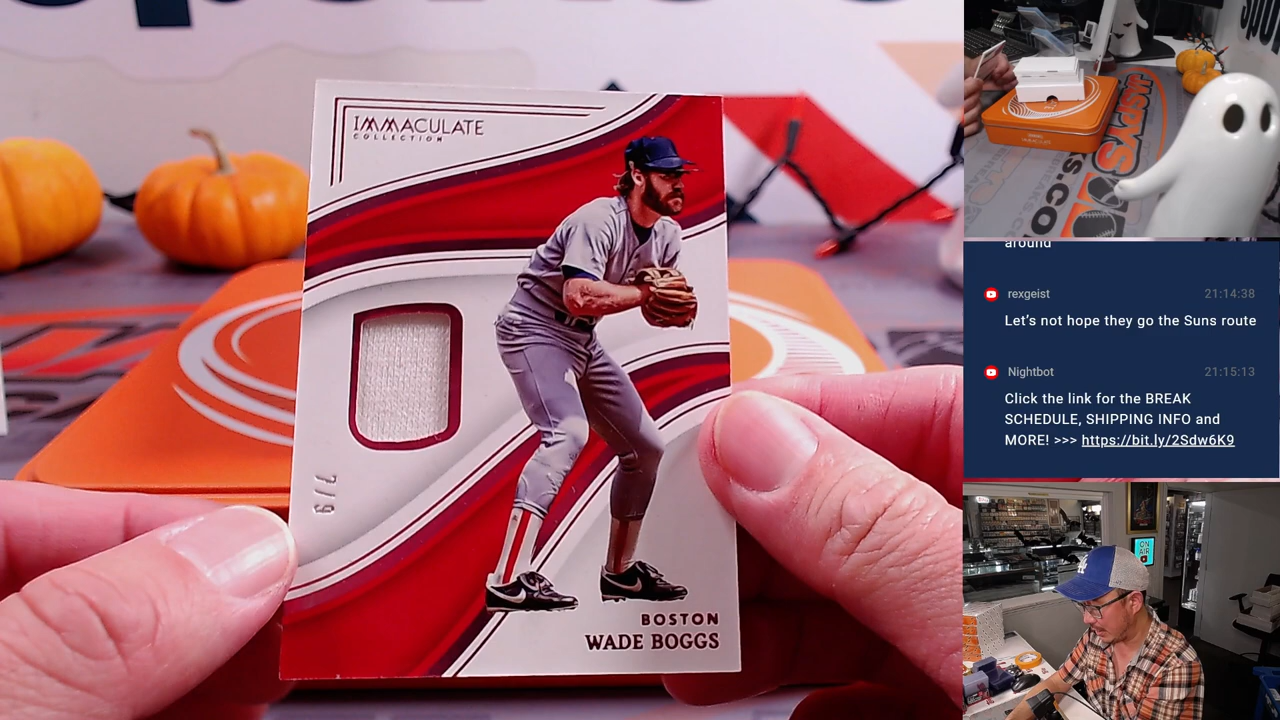 IMMACULATE
COLLECTION
7/9
BOSTON
WADE BOGGS
JASPYS
around
rexgeist 21:14:38
Let’s not hope they go the Suns route
Nightbot 21:15:13
Click the link for the BREAK
SCHEDULE, SHIPPING INFO and
MORE! >>> https://bit.ly/2Sdw6K9
ON
AIR
LA